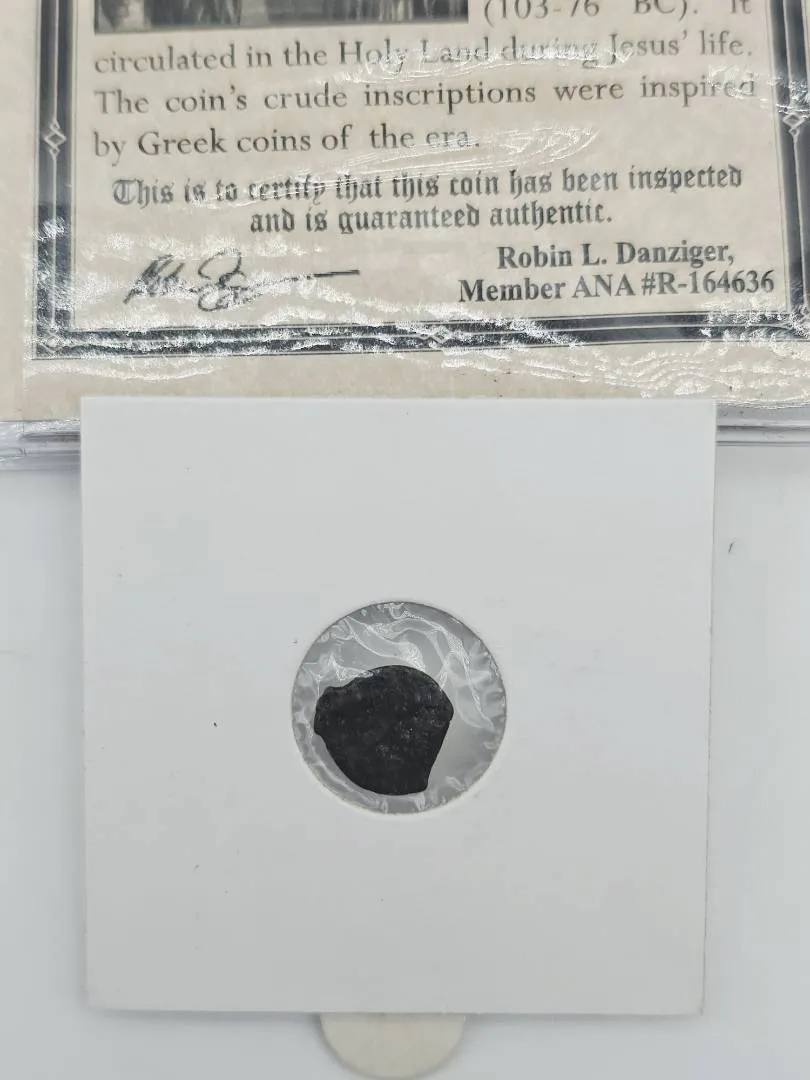 (103-76 BC). It
circulated in the Holy Land during Jesus' life.
The coin's crude inscriptions were inspired
by Greek coins of the era.
This is to certify that this coin has been inspected
and is guaranteed authentic.
Robin L. Danziger,
Member ANA #R-164636